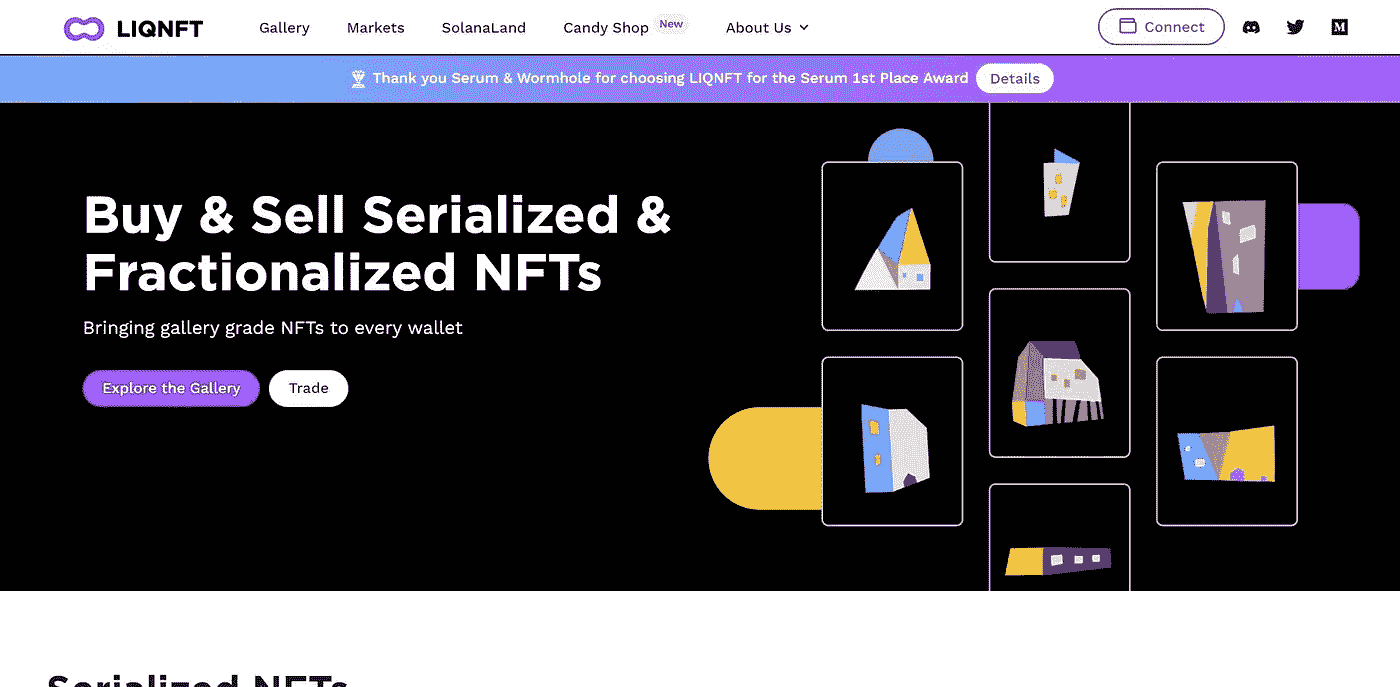 LIQNFT Gallery Markets SolanaLand Candy Shop New About Us Connect M
Thank you Serum & Wormhole for choosing LIQNFT for the Serum 1st Place Award Details
Buy & Sell Serialized &
Fractionalized NFTs
Bringing gallery grade NFTs to every wallet
Explore the Gallery Trade
Serialized NFTs